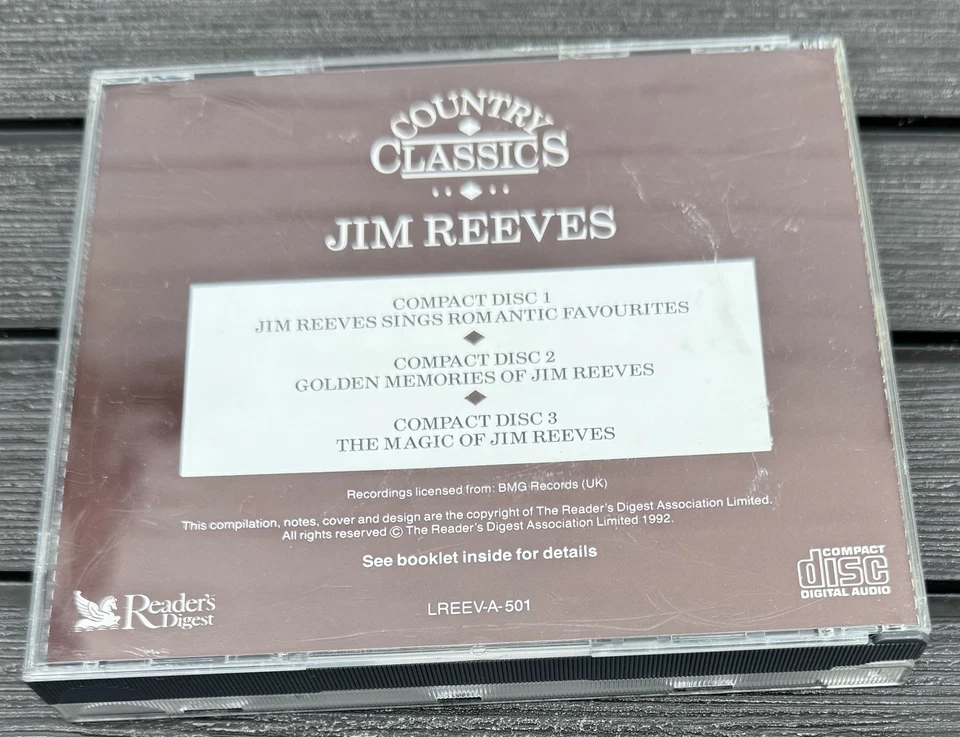 COUNTRY
CLASSICS
JIM REEVES
COMPACT DISC 1
JIM REEVES SINGS ROMANTIC FAVOURITES
COMPACT DISC 2
GOLDEN MEMORIES OF JIM REEVES
COMPACT DISC 3
THE MAGIC OF JIM REEVES
Recordings licensed from: BMG Records (UK)
This compilation, notes, cover and design are the copyright of The Reader's Digest Association Limited.
All rights reserved © The Reader's Digest Association Limited 1992.
See booklet inside for details
Reader's
Digest
LREEV-A-501
COMPACT
disc
DIGITAL AUDIO